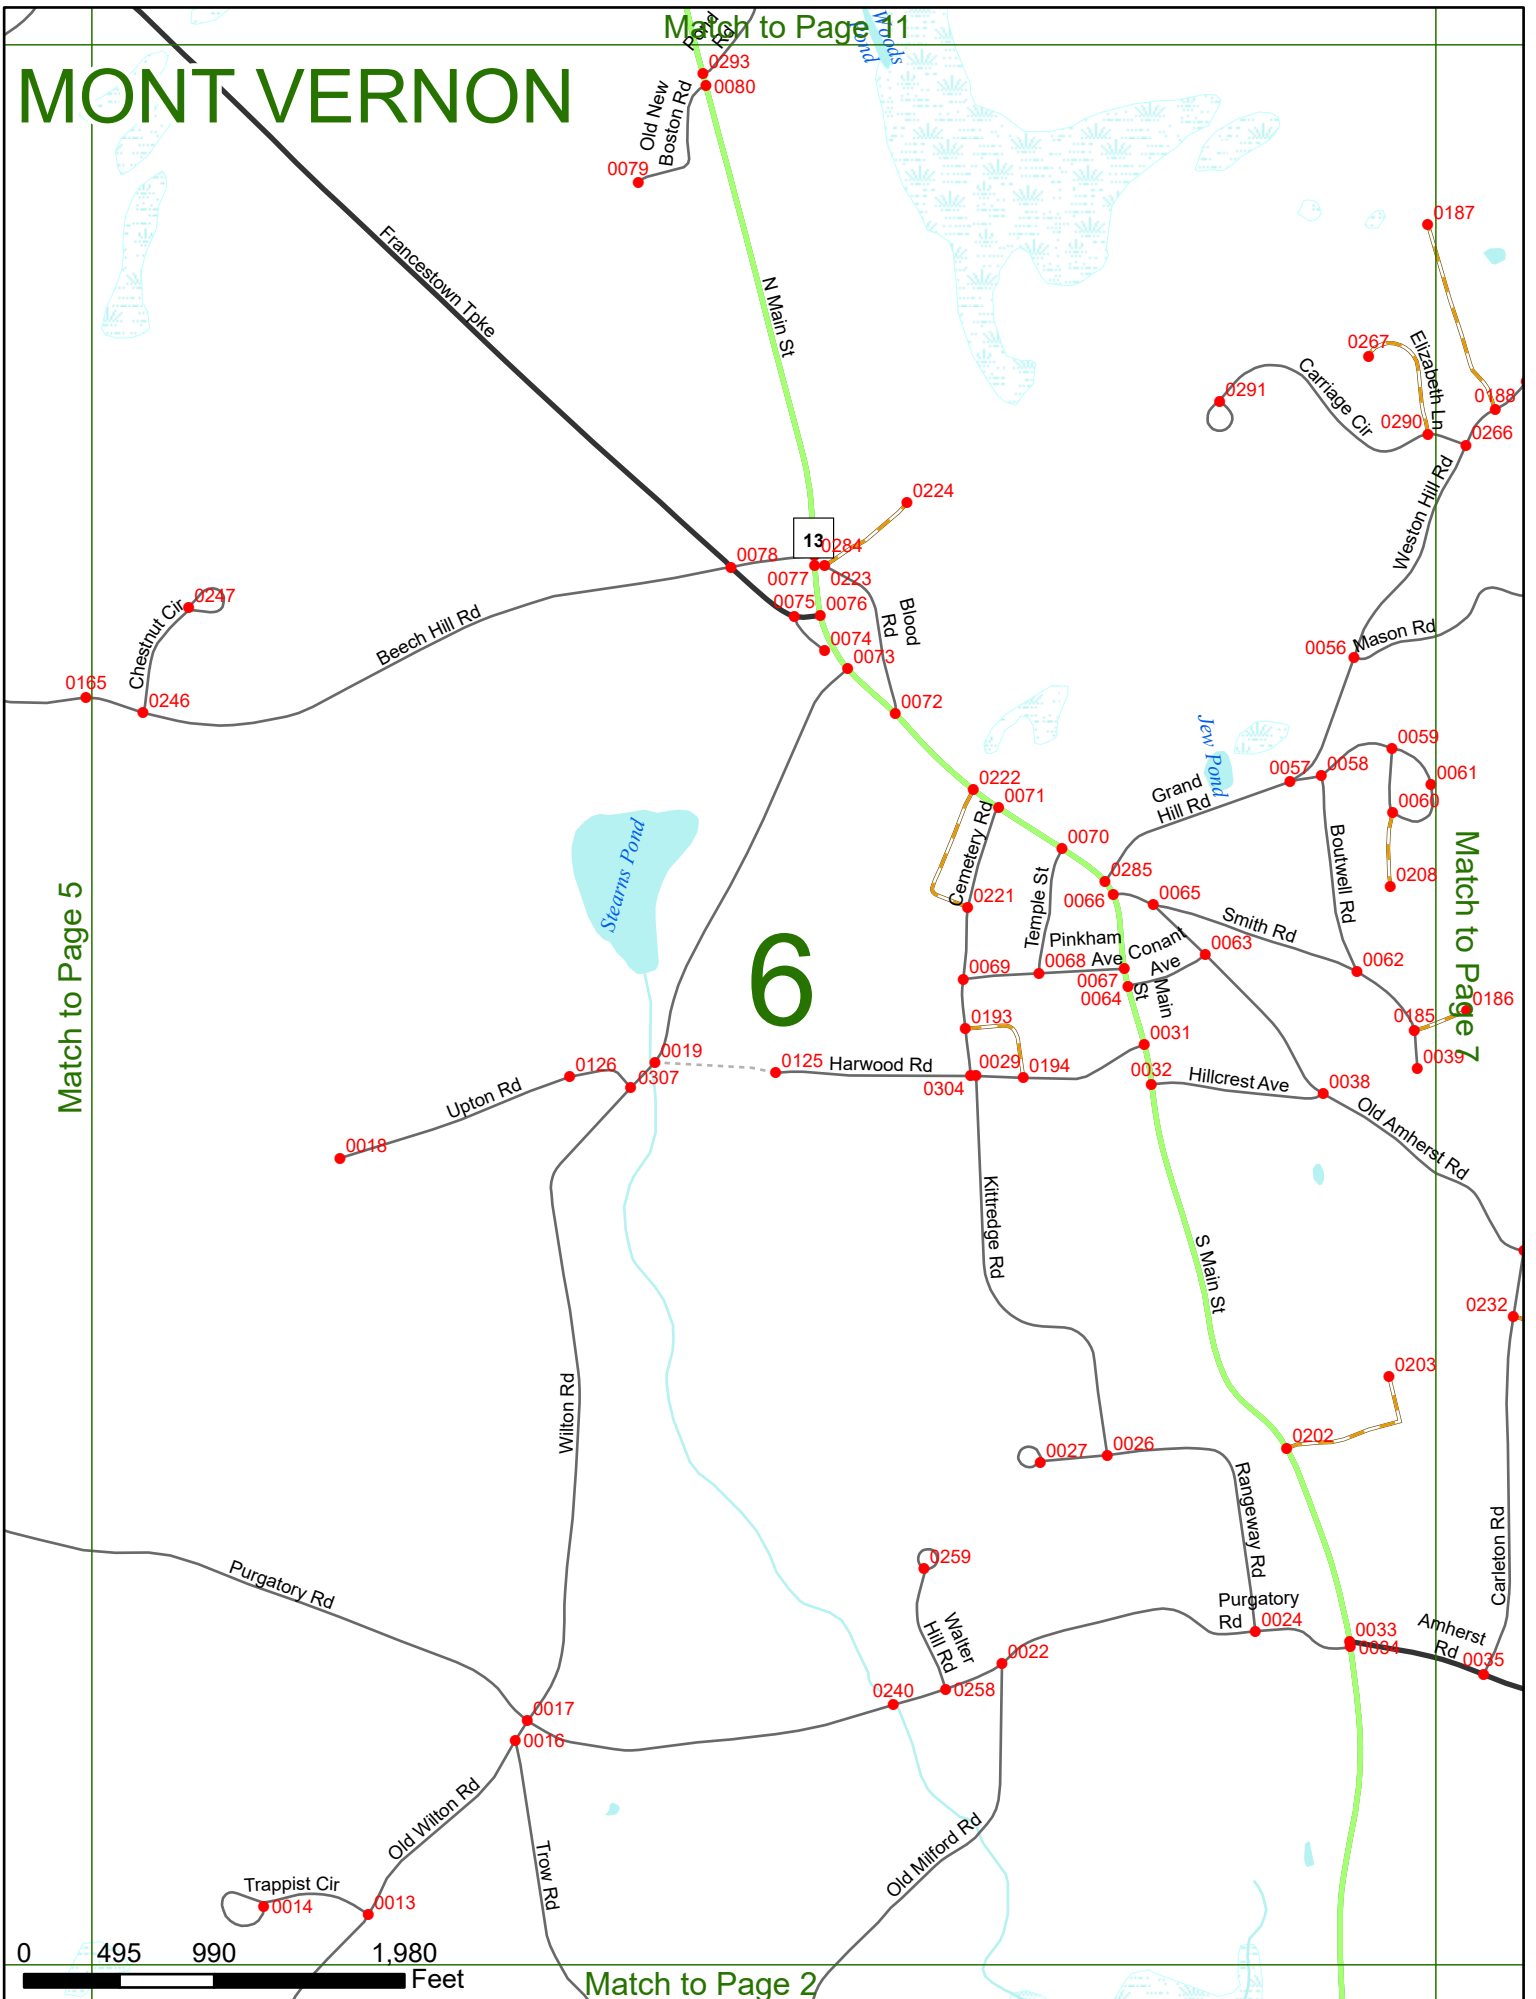 Match to Page 11
MONT VERNON
Pond
Rd
Woods
Pond
0293
0080
Old New
Boston Rd
0079
0187
Francestown Tpke
N Main St
0267
Elizabeth Ln
Carriage Cir
0291
0188
0290
0266
Weston Hill Rd
0224
13
0284
0078
0077
0223
0247
Chestnut Cir
0075
0076
Blood
Rd
Beech Hill Rd
0074
0073
0056
Mason Rd
0165
0246
0072
Jew Pond
0059
0057
0058
0061
0222
0071
Grand
Hill Rd
0060
Stearns Pond
Cemetery Rd
0070
Boutwell Rd
Match to Page 5
Match to Page 7
0285
0208
0066
0065
0221
Temple St
Smith Rd
Pinkham
Ave
Conant
Ave
0063
6
0069
0068
0067
0062
0064
Main
St
0186
0193
0185
0031
0019
0125
Harwood Rd
0029
0194
0039
0126
0307
0304
0032
Hillcrest Ave
0038
Upton Rd
Old Amherst Rd
0018
Kittredge Rd
S Main St
0232
Wilton Rd
0203
0202
0027
0026
Rangeway Rd
Carleton Rd
0259
Purgatory Rd
Purgatory
Rd
0024
Walter
Hill Rd
0033
0034
Amherst
Rd
0022
0035
0258
0240
0017
0016
Old Wilton Rd
Trow Rd
Old Milford Rd
Trappist Cir
0014
0013
0 495 990 1,980
Feet
Match to Page 2